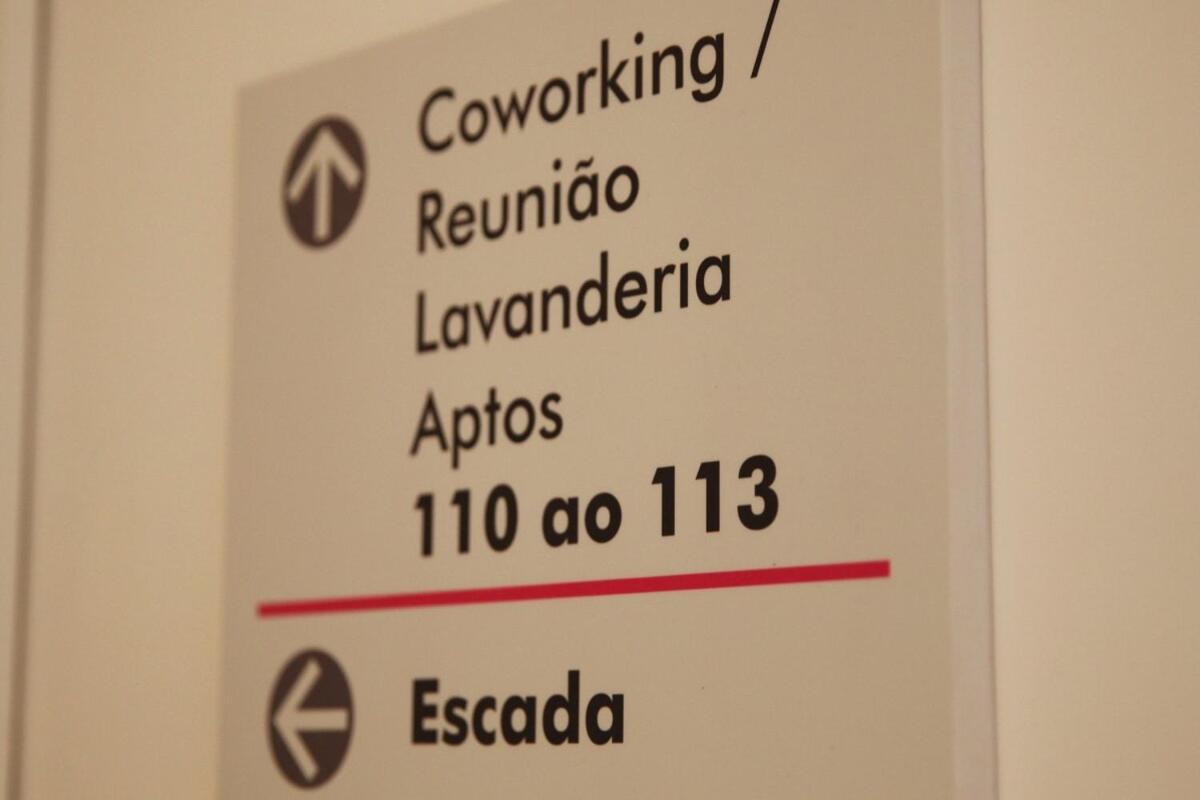 Coworking /
Reunião
Lavanderia
Aptos
110 ao 113
Escada